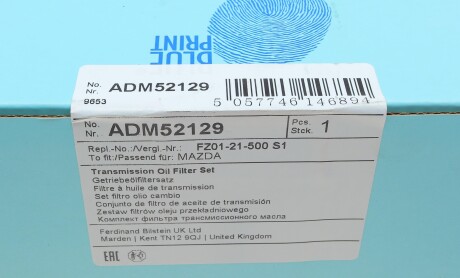 BLUE
PRINT
No.
Nr. ADM52129
9653
5 057746 146894
No.
Nr. ADM52129 Pos.
Stck. 1
Repl.-No./Vergl.-Nr.: FZ01-21-500 S1
To fit:/Passend für: MAZDA
Transmission Oil Filter Set
Getriebeölfiltersatz
Filtre à huile de transmission
Set filtro olio cambio
Conjunto de filtro de aceite de transmisión
Zestaw filtrów oleju przekładniowego
Комплект фильтра трансмиссионного масла
Ferdinand Bilstein UK Ltd
Marden | Kent TN12 9QJ | United Kingdom
EAC